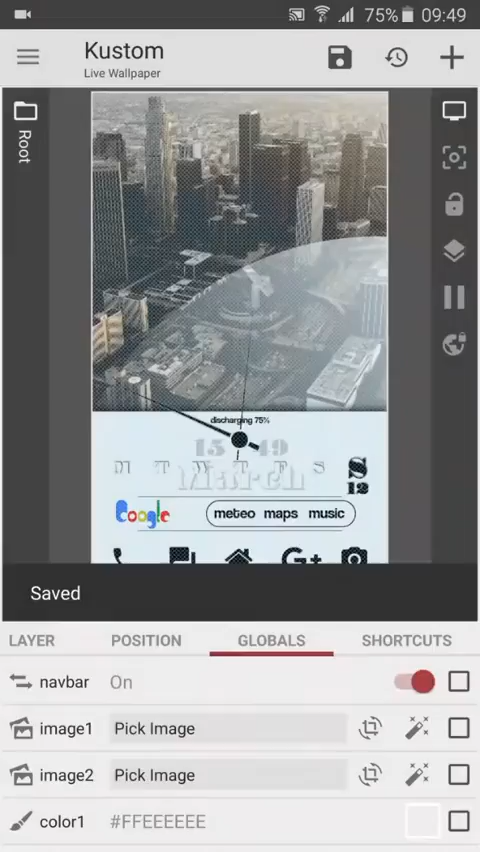 75% 09:49
Kustom
Live Wallpaper
Root
discharging 75%
15 49
M T W T F S S
March 12
Google meteo maps music
G+
Saved
LAYER POSITION GLOBALS SHORTCUTS
navbar On
image1 Pick Image
image2 Pick Image
color1 #FFEEEEEE